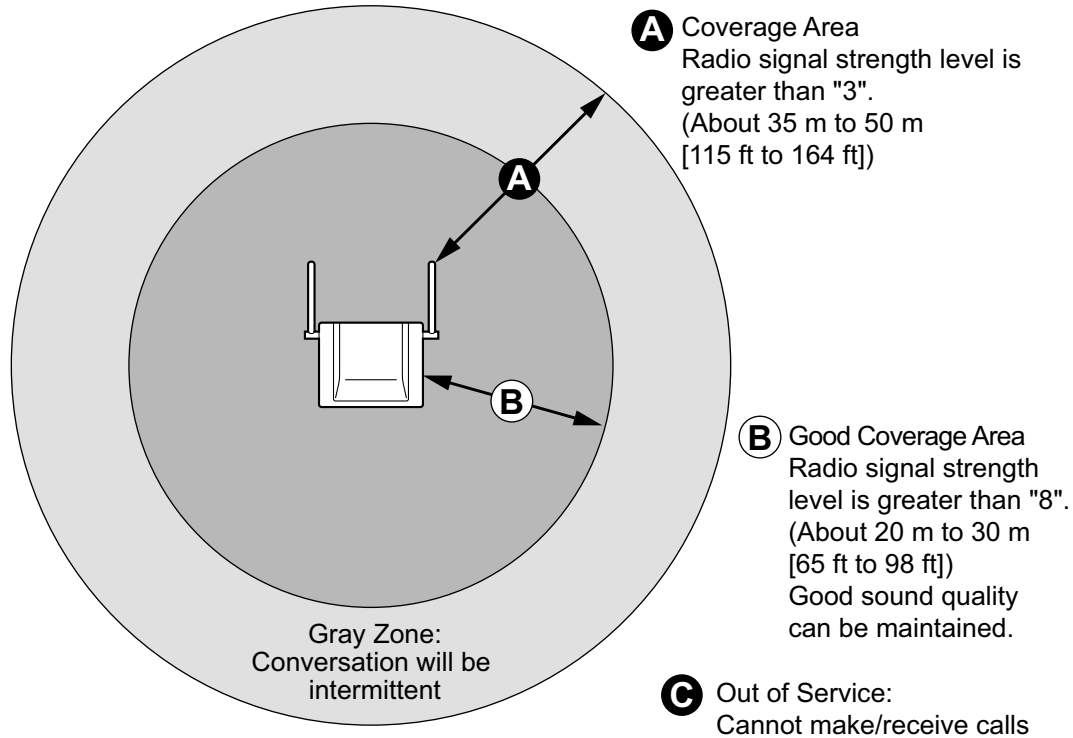 A Coverage Area
Radio signal strength level is
greater than "3".
(About 35 m to 50 m
[115 ft to 164 ft])
A
B
B Good Coverage Area
Radio signal strength
level is greater than "8".
(About 20 m to 30 m
[65 ft to 98 ft])
Good sound quality
can be maintained.
Gray Zone:
Conversation will be
intermittent
C Out of Service:
Cannot make/receive calls